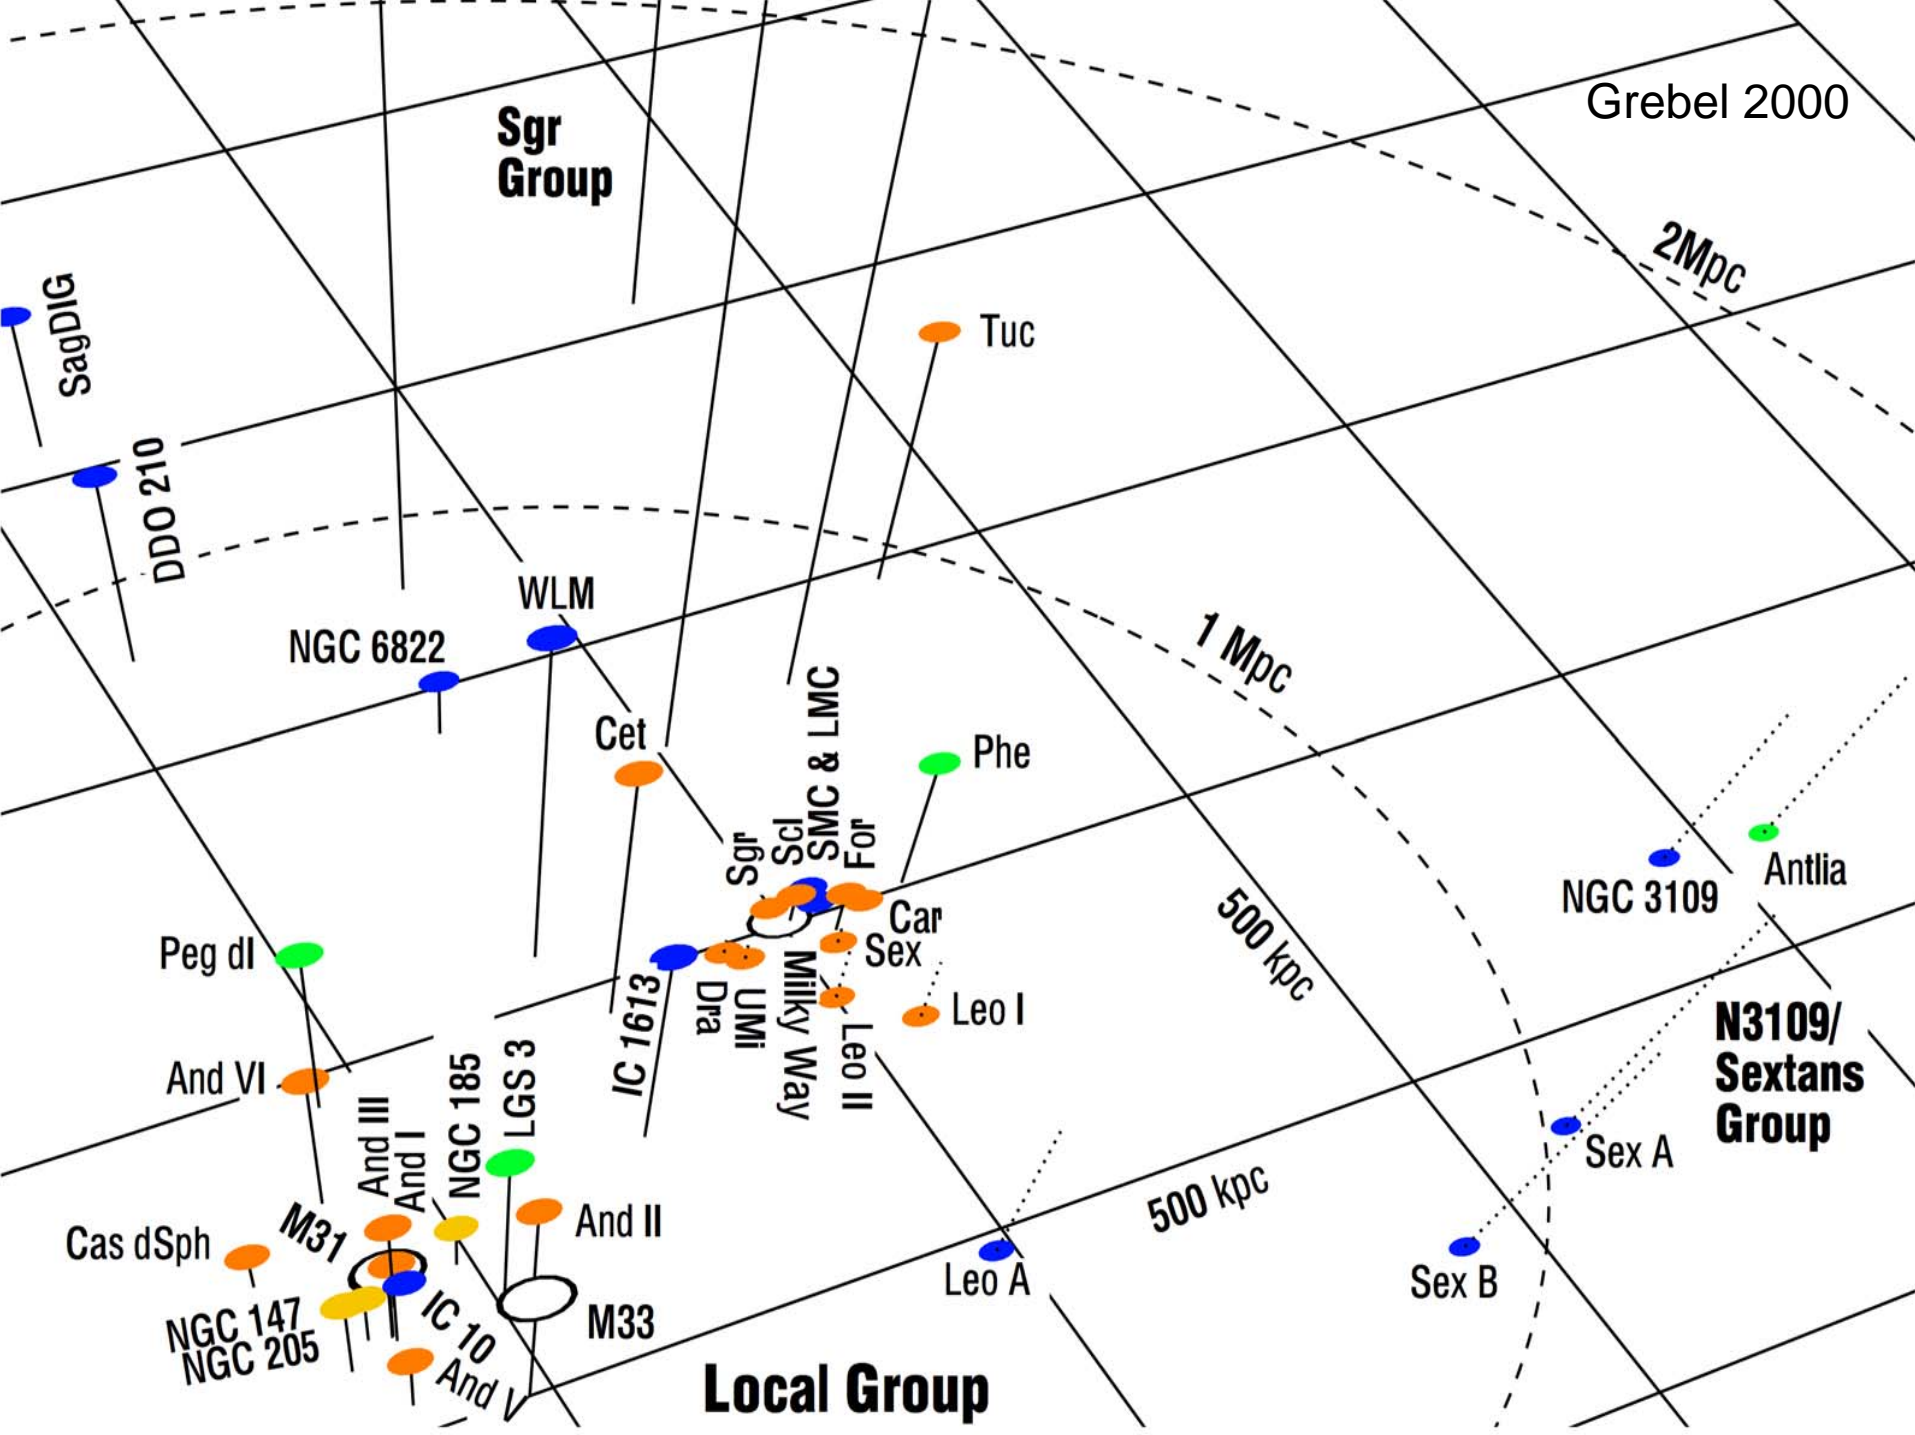 Grebel 2000
Sgr
Group
2Mpc
SagDIG
Tuc
DDO 210
WLM
1 Mpc
NGC 6822
Cet
SMC & LMC
Phe
Scl
For
Sgr
Antlia
NGC 3109
500 kpc
Car
Sex
Peg dI
IC 1613
Dra
UMi
Milky Way
Leo I
Leo II
N3109/
Sextans
Group
And VI
And III
And I
NGC 185
LGS 3
Sex A
500 kpc
Cas dSph
M31
And II
Leo A
Sex B
NGC 147
NGC 205
IC 10
M33
And V
Local Group